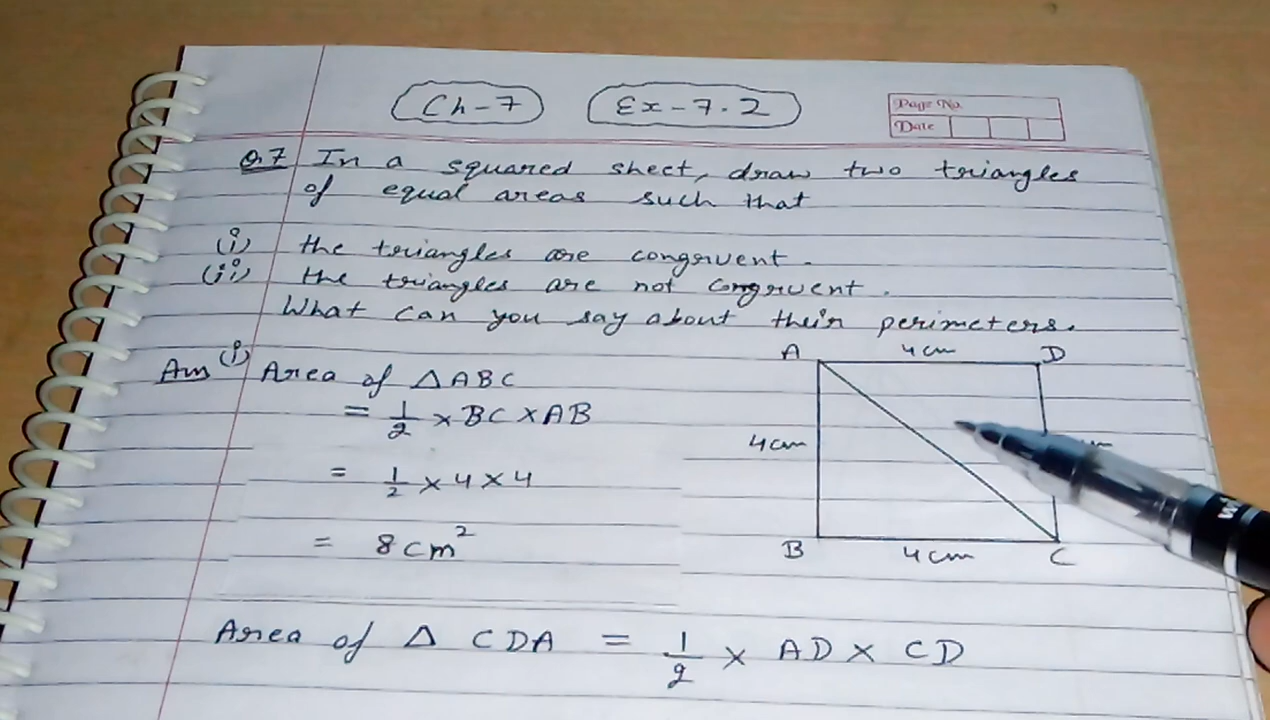 Ch-7 Ex-7.2
Page No.
Date
Q.7 In a squared sheet, draw two triangles
of equal areas such that
(i) the triangles are congruent.
(ii) the triangles are not congruent.
What can you say about their perimeters.
Ans (i) Area of △ABC
= 1/2 × BC × AB
= 1/2 × 4 × 4
= 8cm²
A 4cm D
4cm
B 4cm C
Area of △ CDA = 1/2 × AD × CD